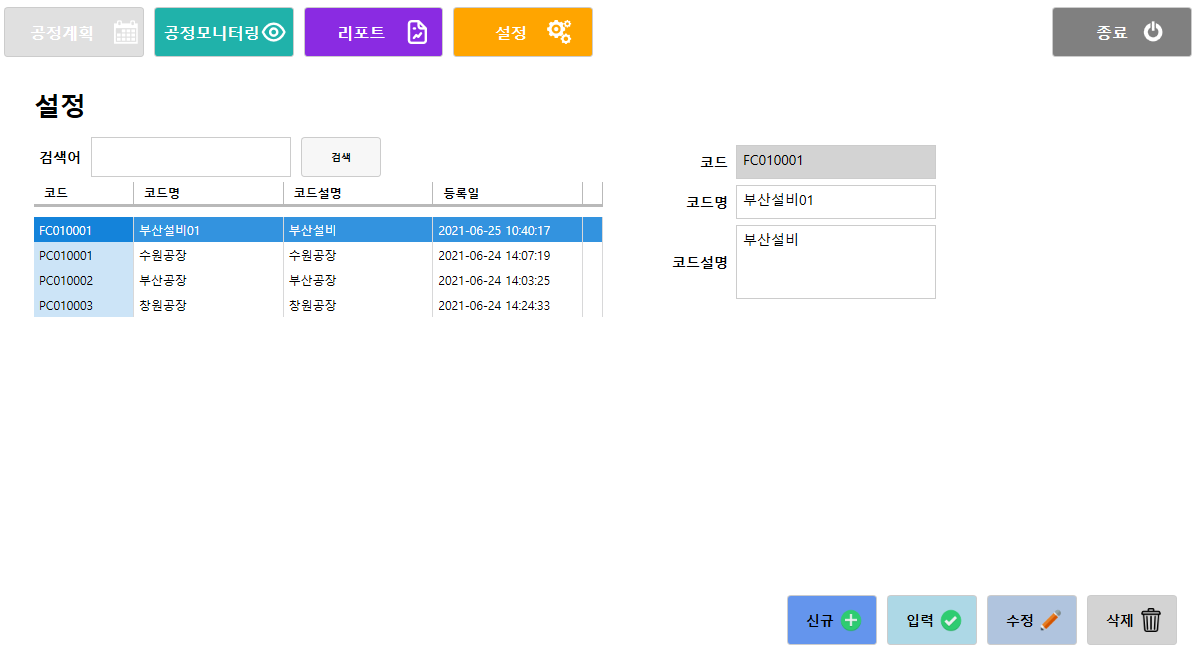 공정계획 공정모니터링 리포트 설정 종료
설정
검색어 검색
코드 코드명 코드설명 등록일
FC010001 부산설비01 부산설비 2021-06-25 10:40:17
PC010001 수원공장 수원공장 2021-06-24 14:07:19
PC010002 부산공장 부산공장 2021-06-24 14:03:25
PC010003 창원공장 창원공장 2021-06-24 14:24:33
코드 FC010001
코드명 부산설비01
코드설명 부산설비
신규 입력 수정 삭제